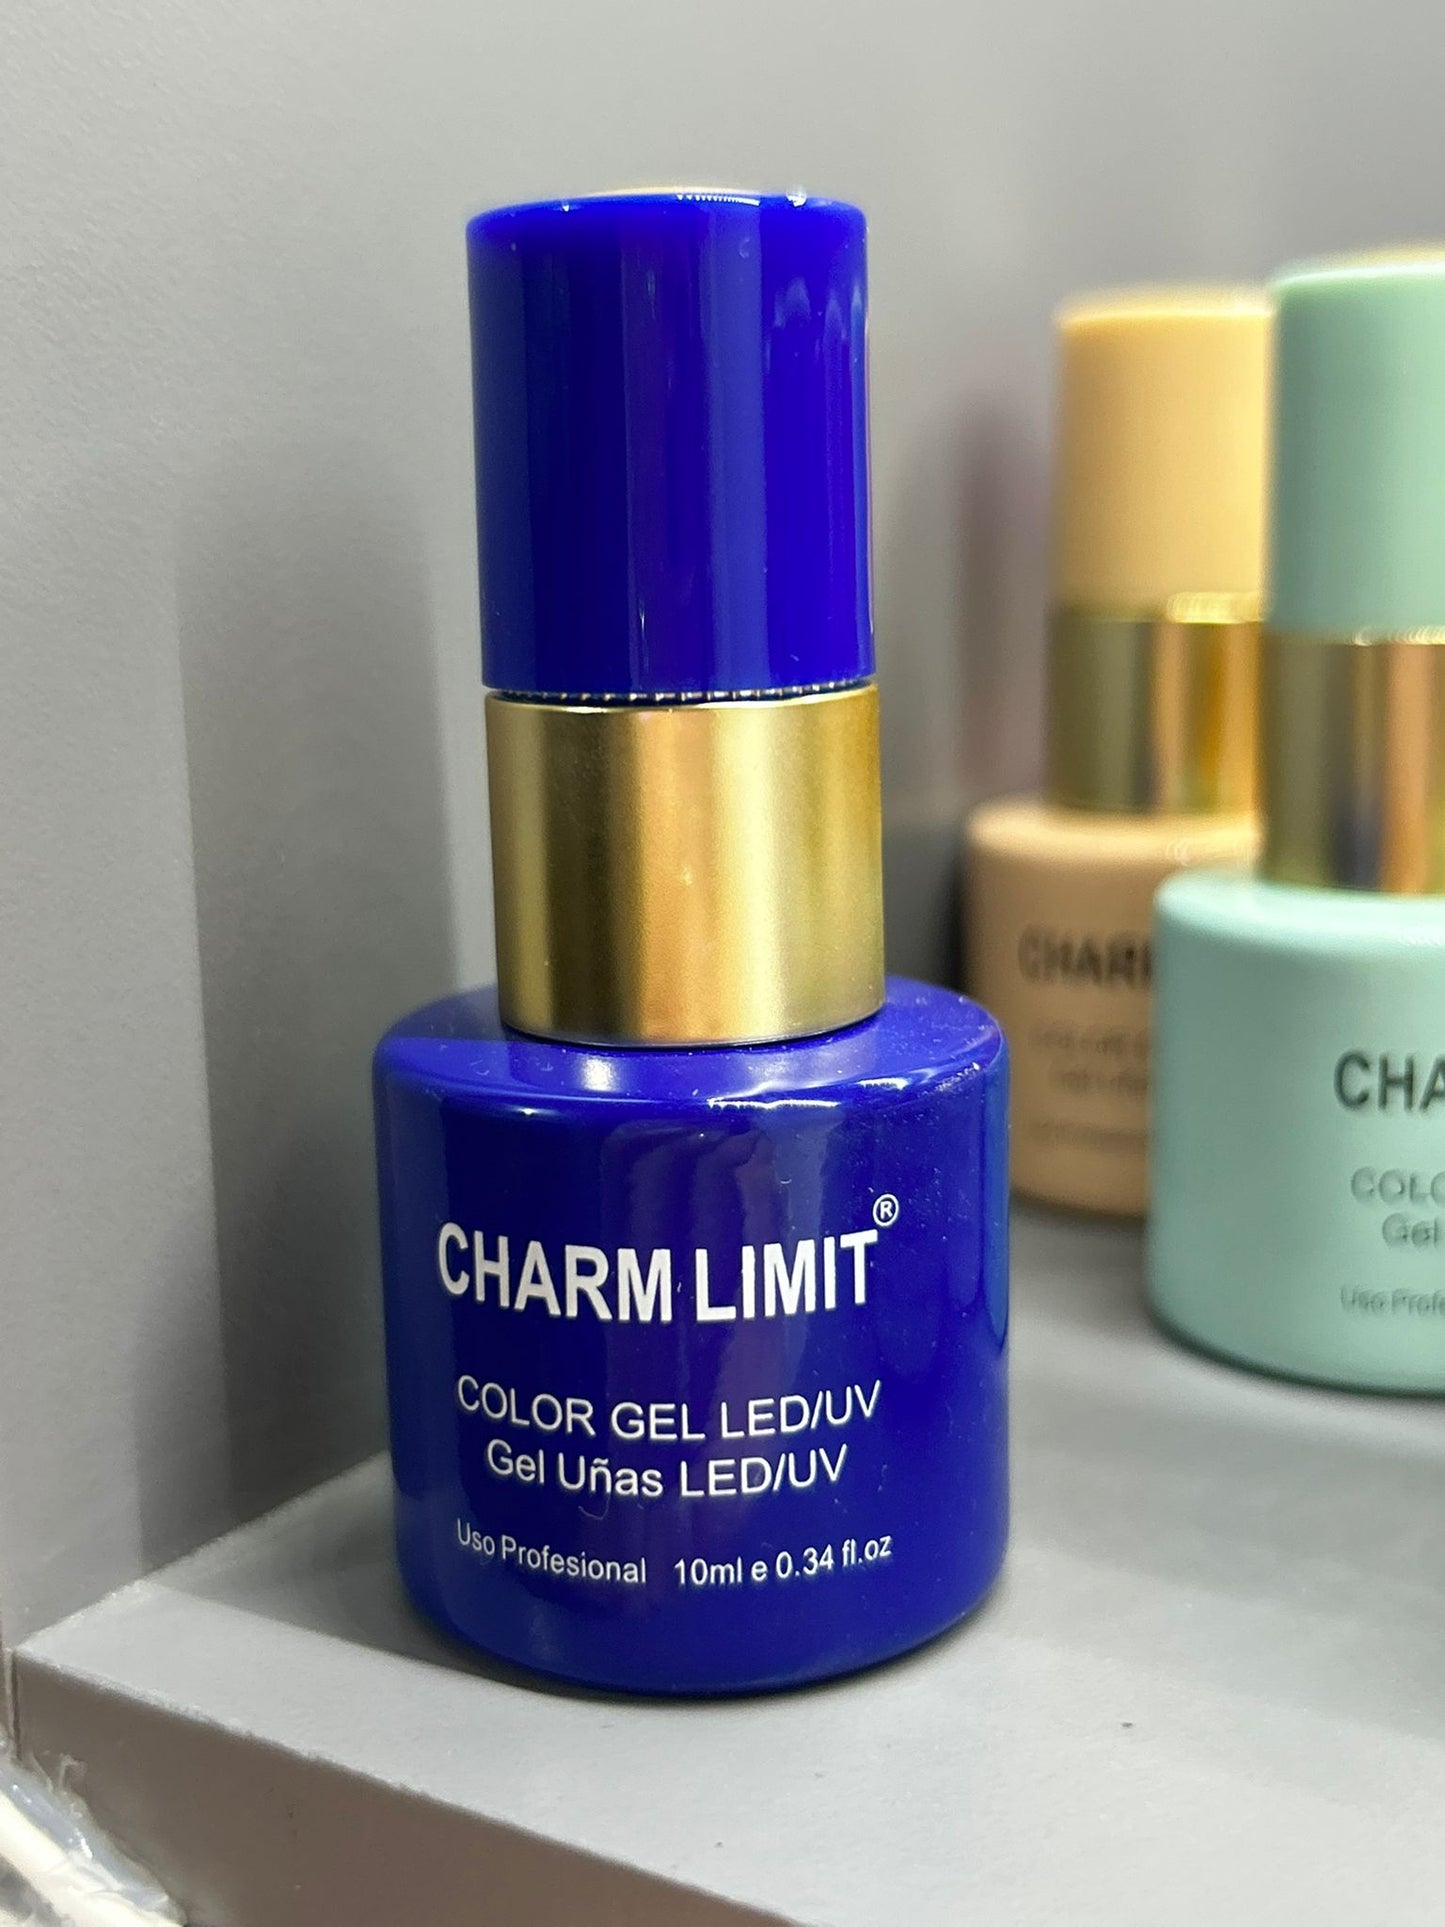 CHARM LIMIT®
COLOR GEL LED/UV
Gel Uñas LED/UV
Uso Profesional 10ml e 0.34 fl.oz
CHAR
CHA
COLO
Gel
Uso Profe